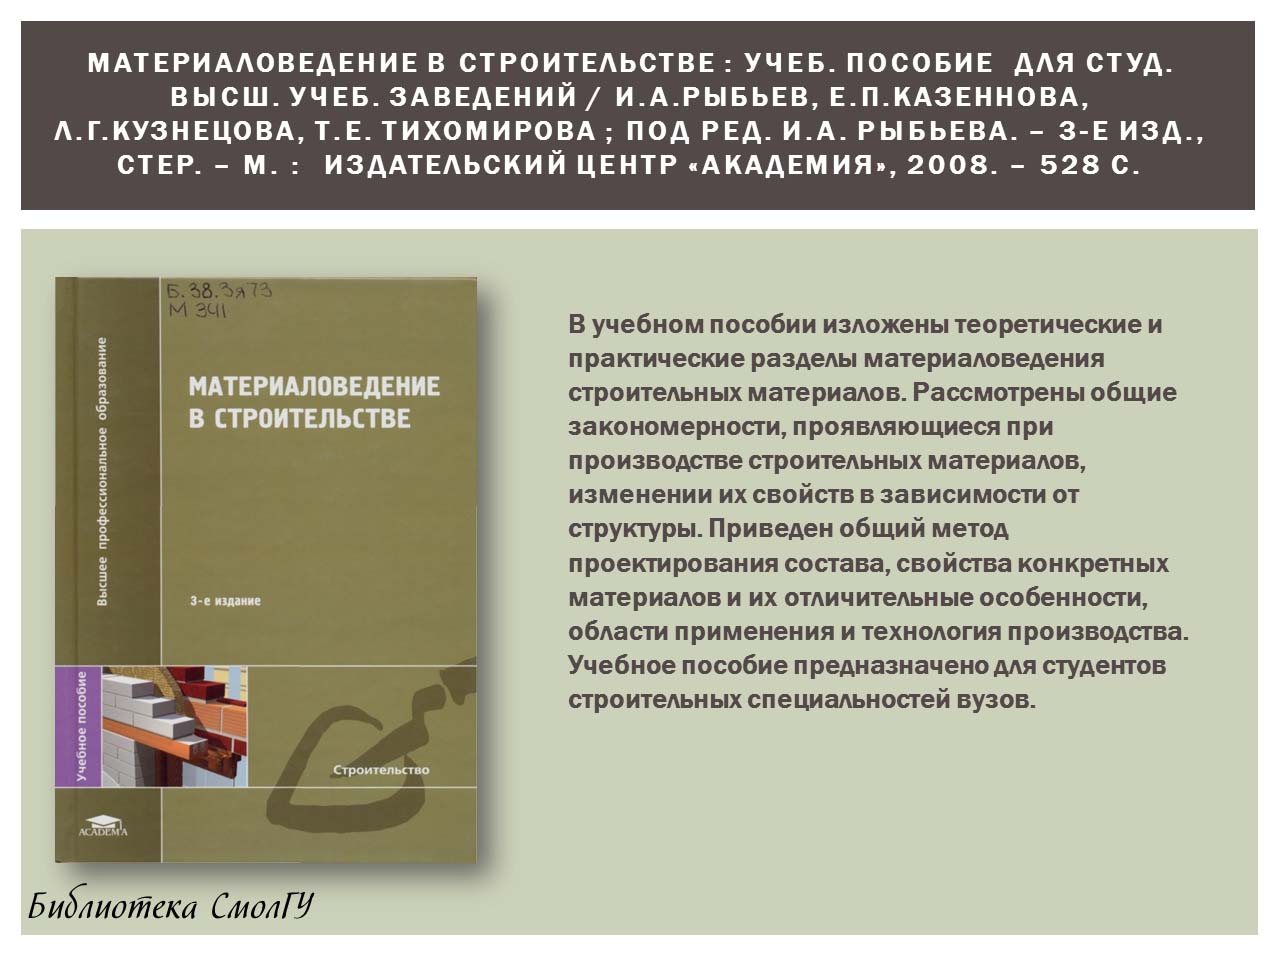 МАТЕРИАЛОВЕДЕНИЕ В СТРОИТЕЛЬСТВЕ : УЧЕБ. ПОСОБИЕ ДЛЯ СТУД.
ВЫСШ. УЧЕБ. ЗАВЕДЕНИЙ / И.А.РЫБЬЕВ, Е.П.КАЗЕННОВА,
Л.Г.КУЗНЕЦОВА, Т.Е. ТИХОМИРОВА ; ПОД РЕД. И.А. РЫБЬЕВА. – 3-Е ИЗД.,
СТЕР. – М. : ИЗДАТЕЛЬСКИЙ ЦЕНТР «АКАДЕМИЯ», 2008. – 528 С.
Б.38.3я73
М 341
Высшее профессиональное образование
МАТЕРИАЛОВЕДЕНИЕ
В СТРОИТЕЛЬСТВЕ
3-е издание
Учебное пособие
Строительство
ACADEMA
В учебном пособии изложены теоретические и
практические разделы материаловедения
строительных материалов. Рассмотрены общие
закономерности, проявляющиеся при
производстве строительных материалов,
изменении их свойств в зависимости от
структуры. Приведен общий метод
проектирования состава, свойства конкретных
материалов и их отличительные особенности,
области применения и технология производства.
Учебное пособие предназначено для студентов
строительных специальностей вузов.
Библиотека СмолГУ